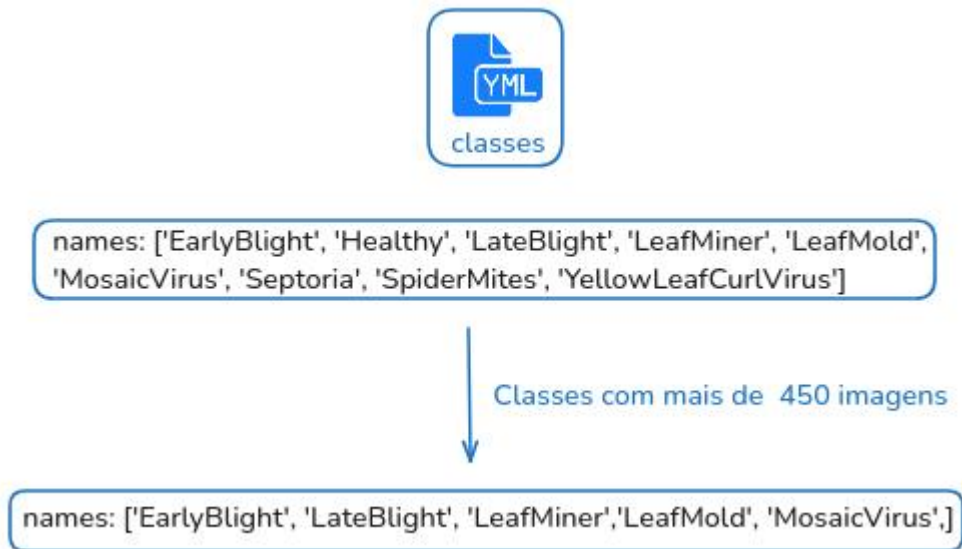 YML
classes
names: ['EarlyBlight', 'Healthy', 'LateBlight', 'LeafMiner', 'LeafMold',
'MosaicVirus', 'Septoria', 'SpiderMites', 'YellowLeafCurlVirus']
Classes com mais de  450 imagens
names: ['EarlyBlight', 'LateBlight', 'LeafMiner','LeafMold', 'MosaicVirus',]